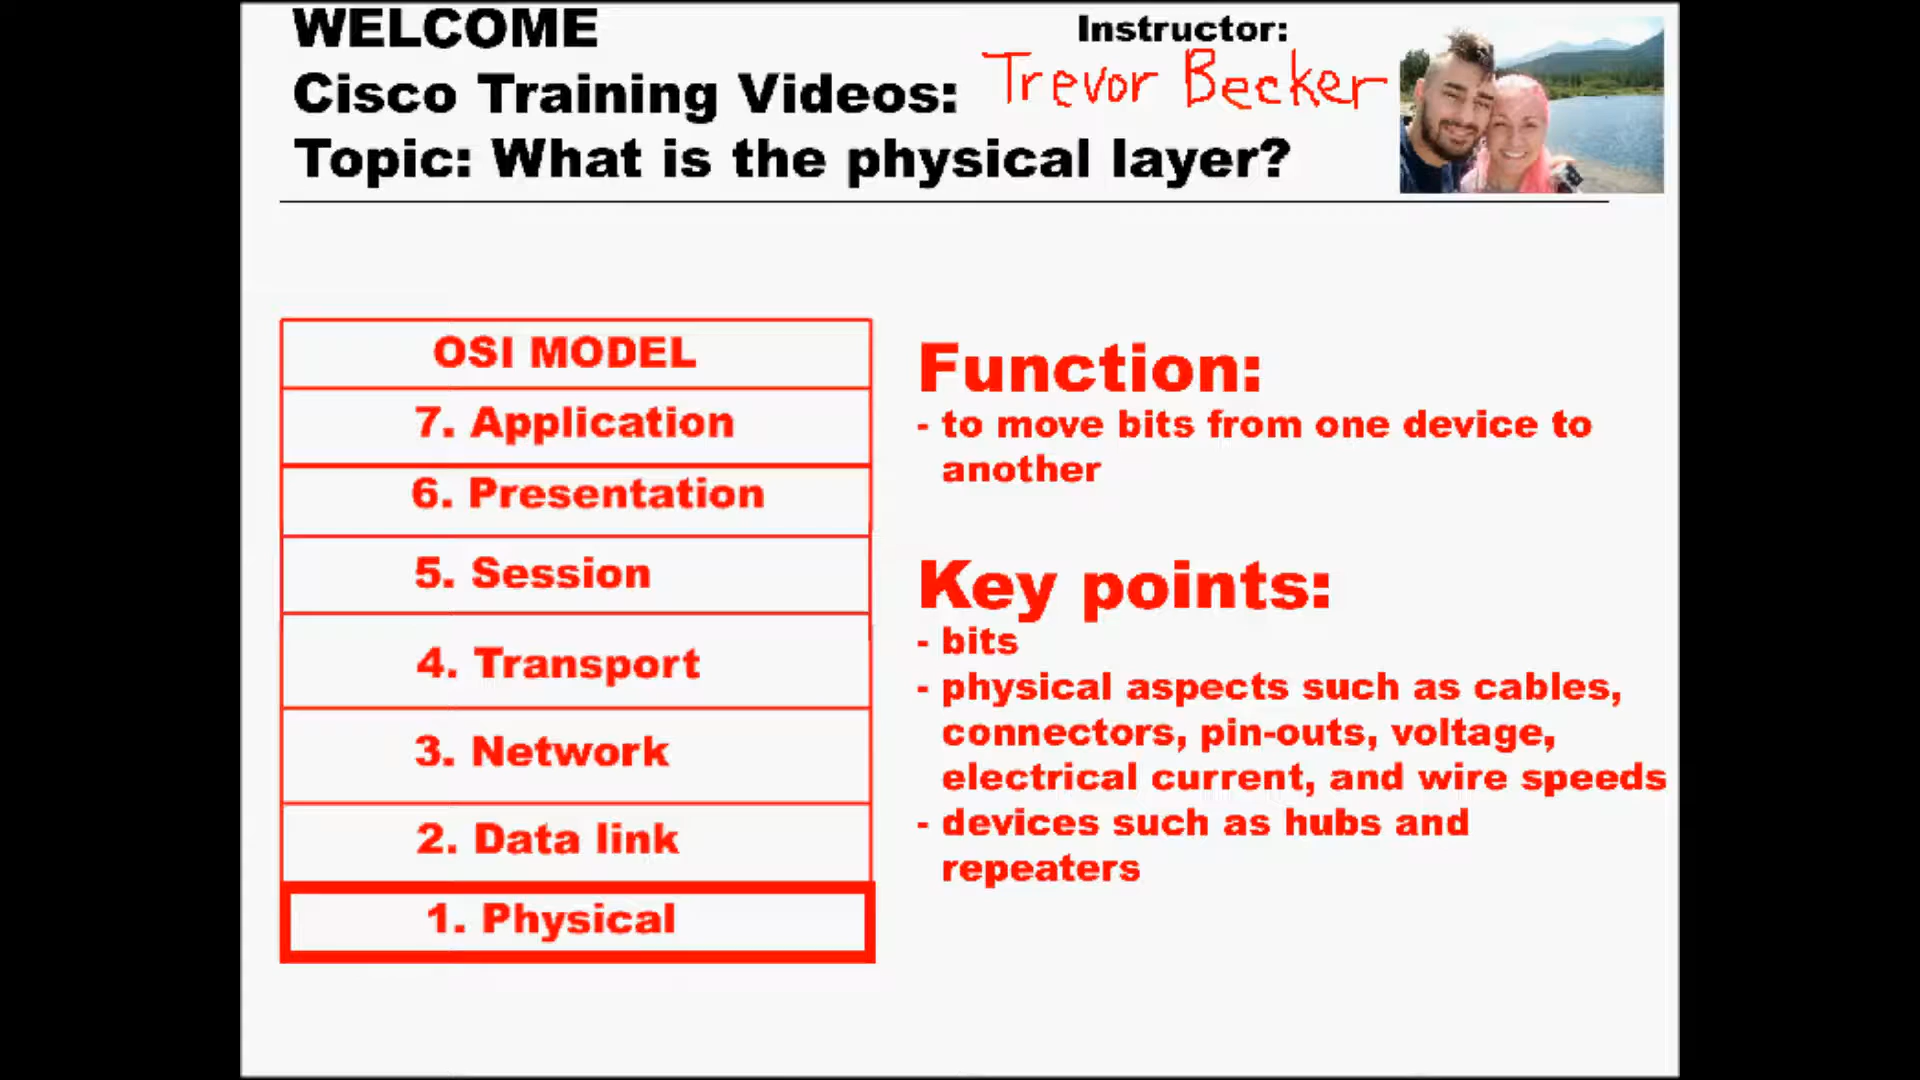 WELCOME
Cisco Training Videos:
Topic: What is the physical layer?
Instructor:
Trevor Becker
OSI MODEL
7. Application
6. Presentation
5. Session
4. Transport
3. Network
2. Data link
1. Physical
Function:
- to move bits from one device to
another
Key points:
- bits
- physical aspects such as cables,
connectors, pin-outs, voltage,
electrical current, and wire speeds
- devices such as hubs and
repeaters